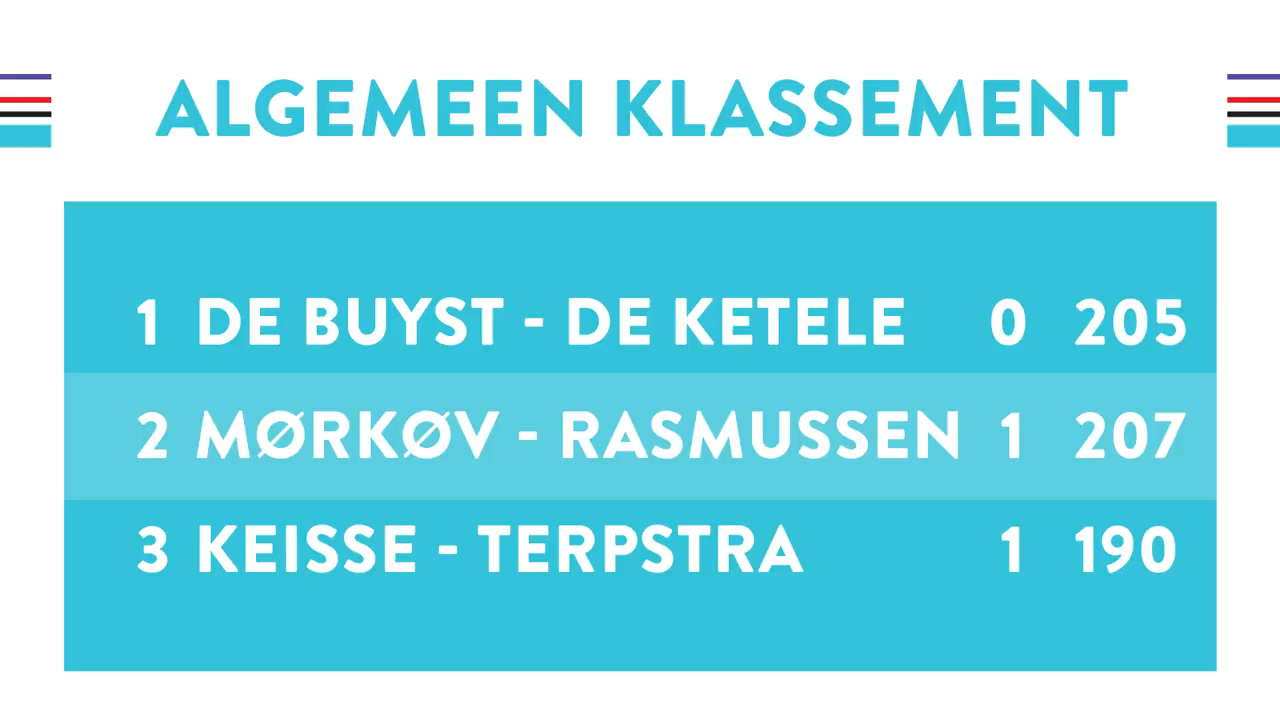 ALGEMEEN KLASSEMENT
1 DE BUYST - DE KETELE 0 205
2 MØRKØV - RASMUSSEN 1 207
3 KEISSE - TERPSTRA 1 190